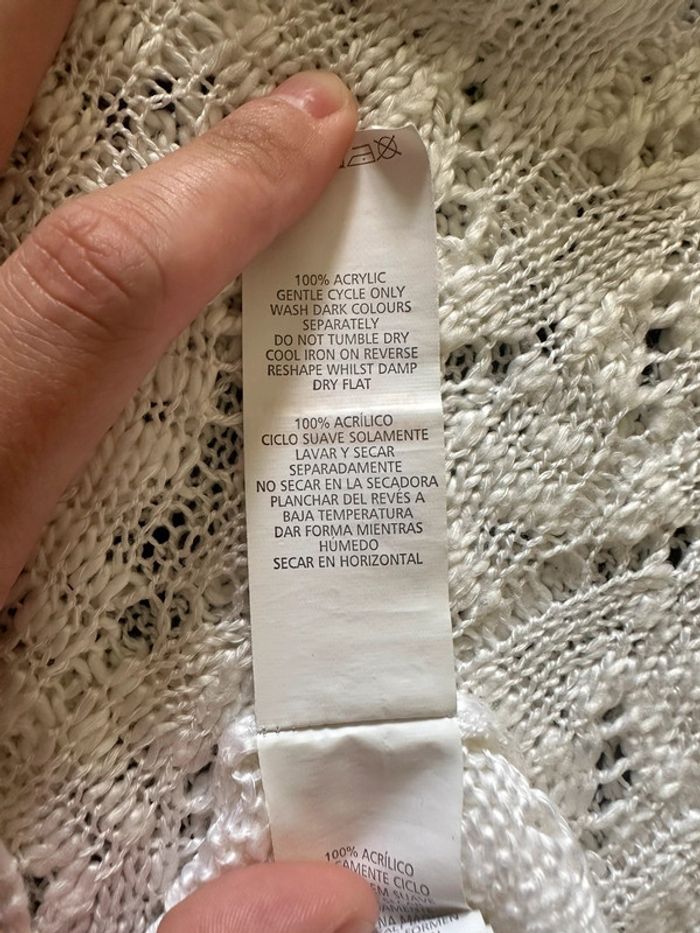 100% ACRYLIC
GENTLE CYCLE ONLY
WASH DARK COLOURS
SEPARATELY
DO NOT TUMBLE DRY
COOL IRON ON REVERSE
RESHAPE WHILST DAMP
DRY FLAT
100% ACRÍLICO
CICLO SUAVE SOLAMENTE
LAVAR Y SECAR
SEPARADAMENTE
NO SECAR EN LA SECADORA
PLANCHAR DEL REVÉS A
BAJA TEMPERATURA
DAR FORMA MIENTRAS
HÚMEDO
SECAR EN HORIZONTAL
100% ACRÍLICO
CICLO
SUAVE